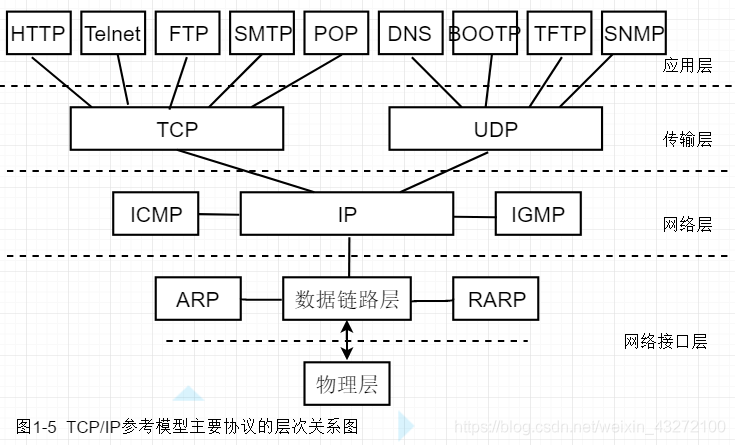 HTTP Telnet FTP SMTP POP DNS BOOTP TFTP SNMP
应用层
TCP UDP
传输层
ICMP IP IGMP
网络层
ARP 数据链路层 RARP
网络接口层
物理层
图1-5 TCP/IP参考模型主要协议的层次关系图
https://blog.csdn.net/weixin_43272100